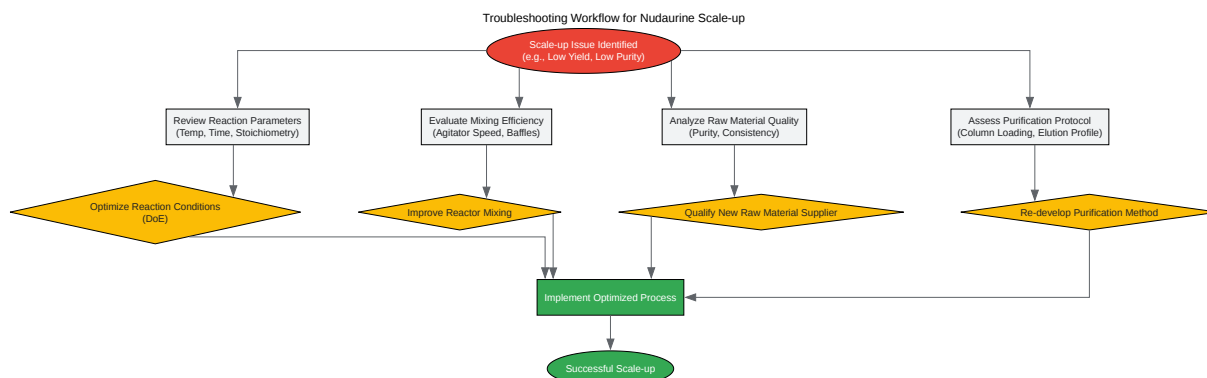 Troubleshooting Workflow for Nudaurine Scale-up
Scale-up Issue Identified
(e.g., Low Yield, Low Purity)
Review Reaction Parameters
(Temp, Time, Stoichiometry)
Evaluate Mixing Efficiency
(Agitator Speed, Baffles)
Analyze Raw Material Quality
(Purity, Consistency)
Assess Purification Protocol
(Column Loading, Elution Profile)
Optimize Reaction Conditions
(DoE)
Improve Reactor Mixing
Qualify New Raw Material Supplier
Re-develop Purification Method
Implement Optimized Process
Successful Scale-up